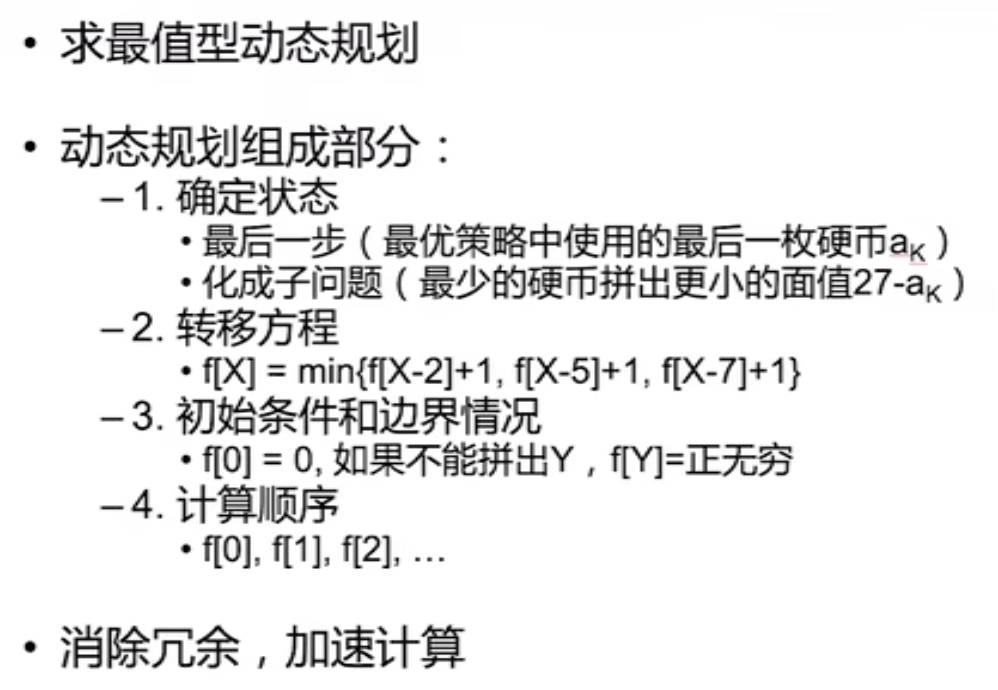 • 求最值型动态规划
• 动态规划组成部分：
– 1. 确定状态
• 最后一步（最优策略中使用的最后一枚硬币aK）
• 化成子问题（最少的硬币拼出更小的面值27-aK）
– 2. 转移方程
• f[X] = min{f[X-2]+1, f[X-5]+1, f[X-7]+1}
– 3. 初始条件和边界情况
• f[0] = 0, 如果不能拼出Y，f[Y]=正无穷
– 4. 计算顺序
• f[0], f[1], f[2], …
• 消除冗余，加速计算